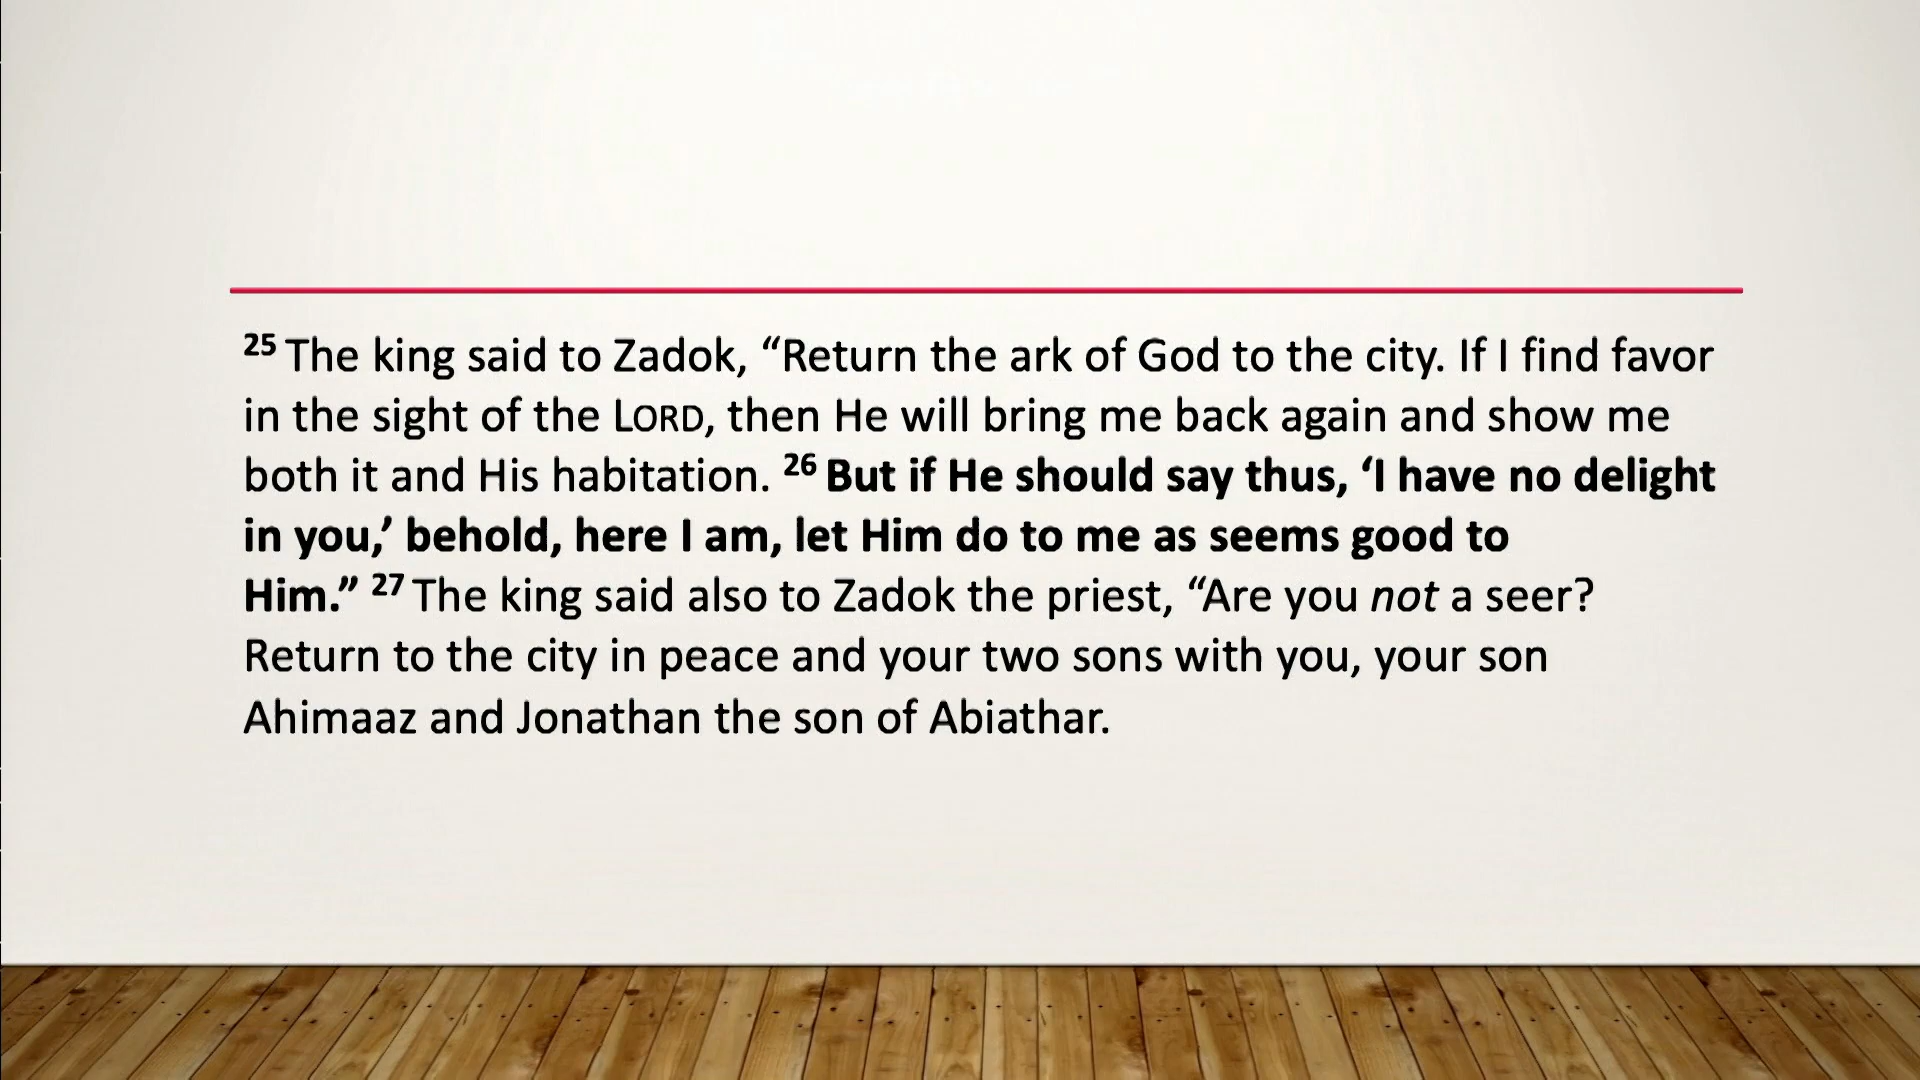 25 The king said to Zadok, “Return the ark of God to the city. If I find favor
in the sight of the LORD, then He will bring me back again and show me
both it and His habitation. 26 But if He should say thus, ‘I have no delight
in you,’ behold, here I am, let Him do to me as seems good to
Him.” 27 The king said also to Zadok the priest, “Are you not a seer?
Return to the city in peace and your two sons with you, your son
Ahimaaz and Jonathan the son of Abiathar.